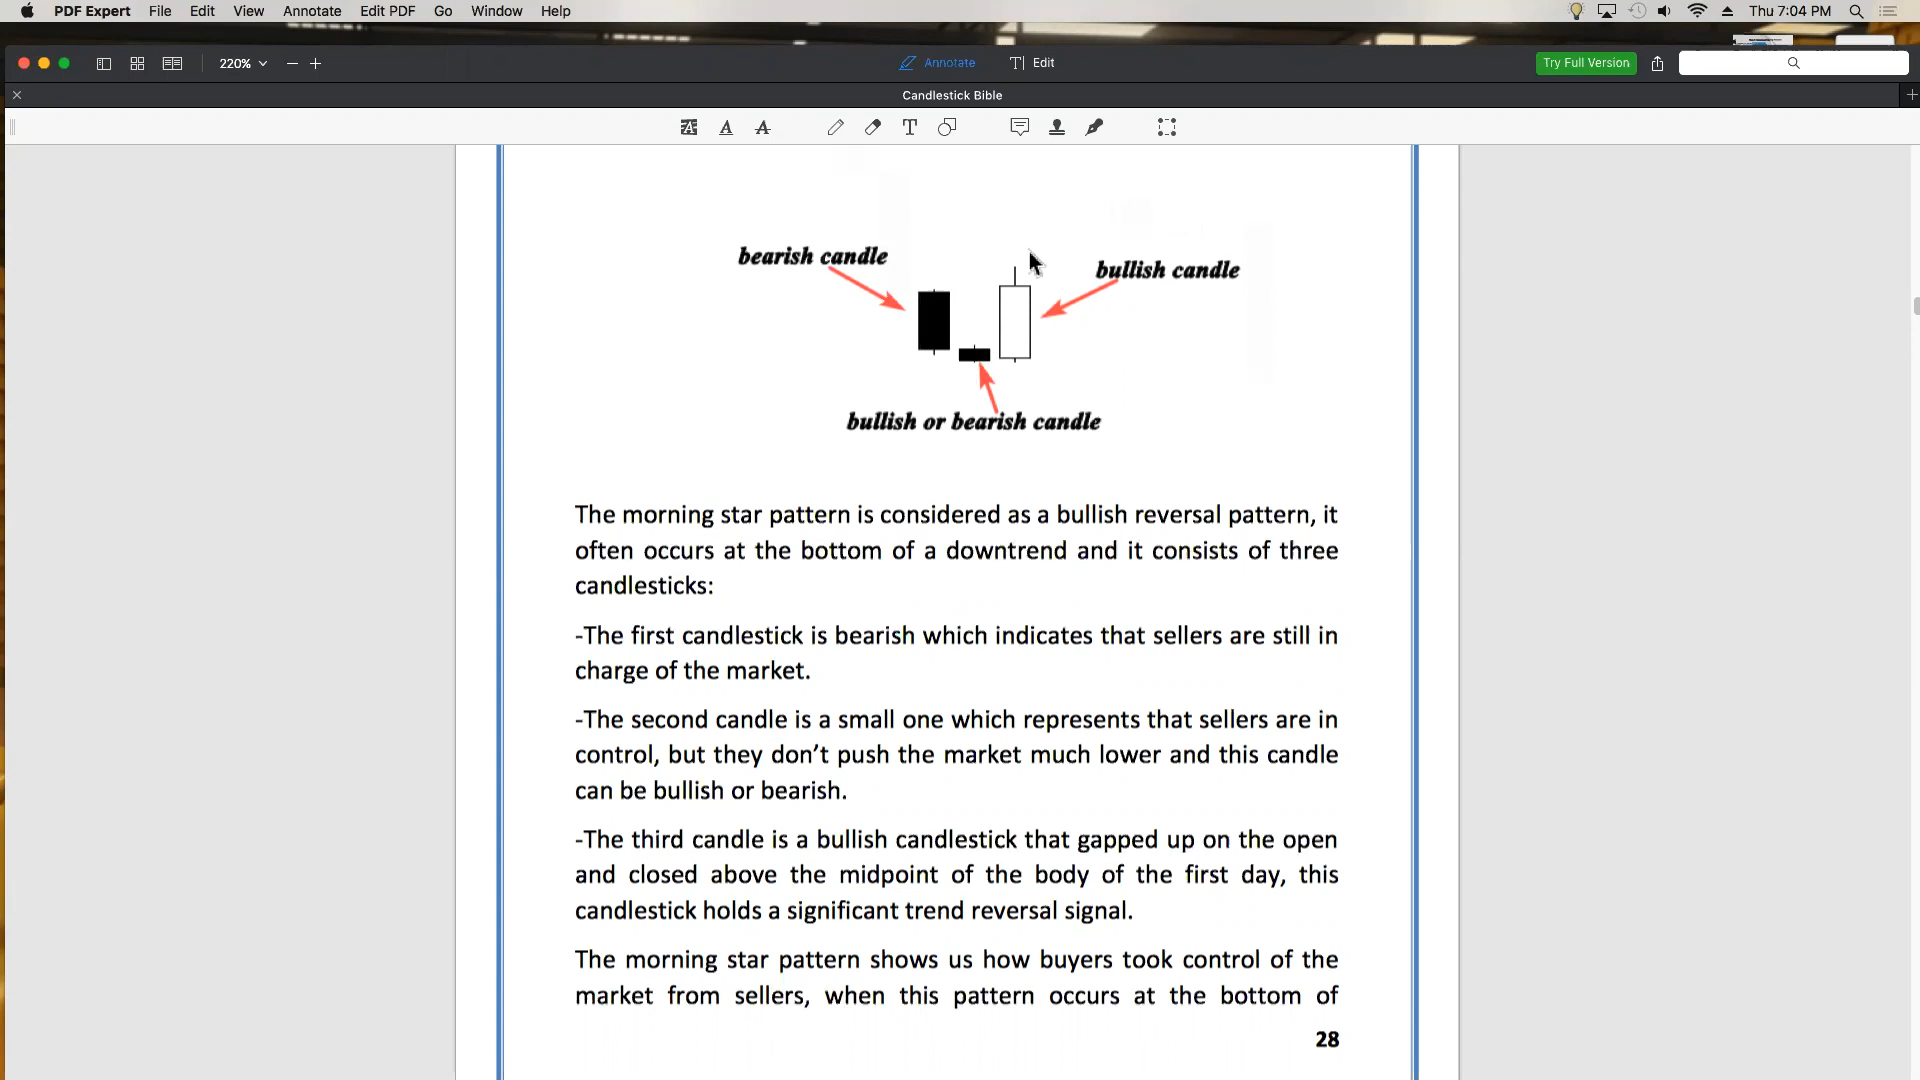 PDF Expert File Edit View Annotate Edit PDF Go Window Help Thu 7:04 PM
220% Annotate T Edit Try Full Version
Candlestick Bible
A A A T
bearish candle
bullish candle
bullish or bearish candle
The morning star pattern is considered as a bullish reversal pattern, it
often occurs at the bottom of a downtrend and it consists of three
candlesticks:
-The first candlestick is bearish which indicates that sellers are still in
charge of the market.
-The second candle is a small one which represents that sellers are in
control, but they don’t push the market much lower and this candle
can be bullish or bearish.
-The third candle is a bullish candlestick that gapped up on the open
and closed above the midpoint of the body of the first day, this
candlestick holds a significant trend reversal signal.
The morning star pattern shows us how buyers took control of the
market from sellers, when this pattern occurs at the bottom of
28